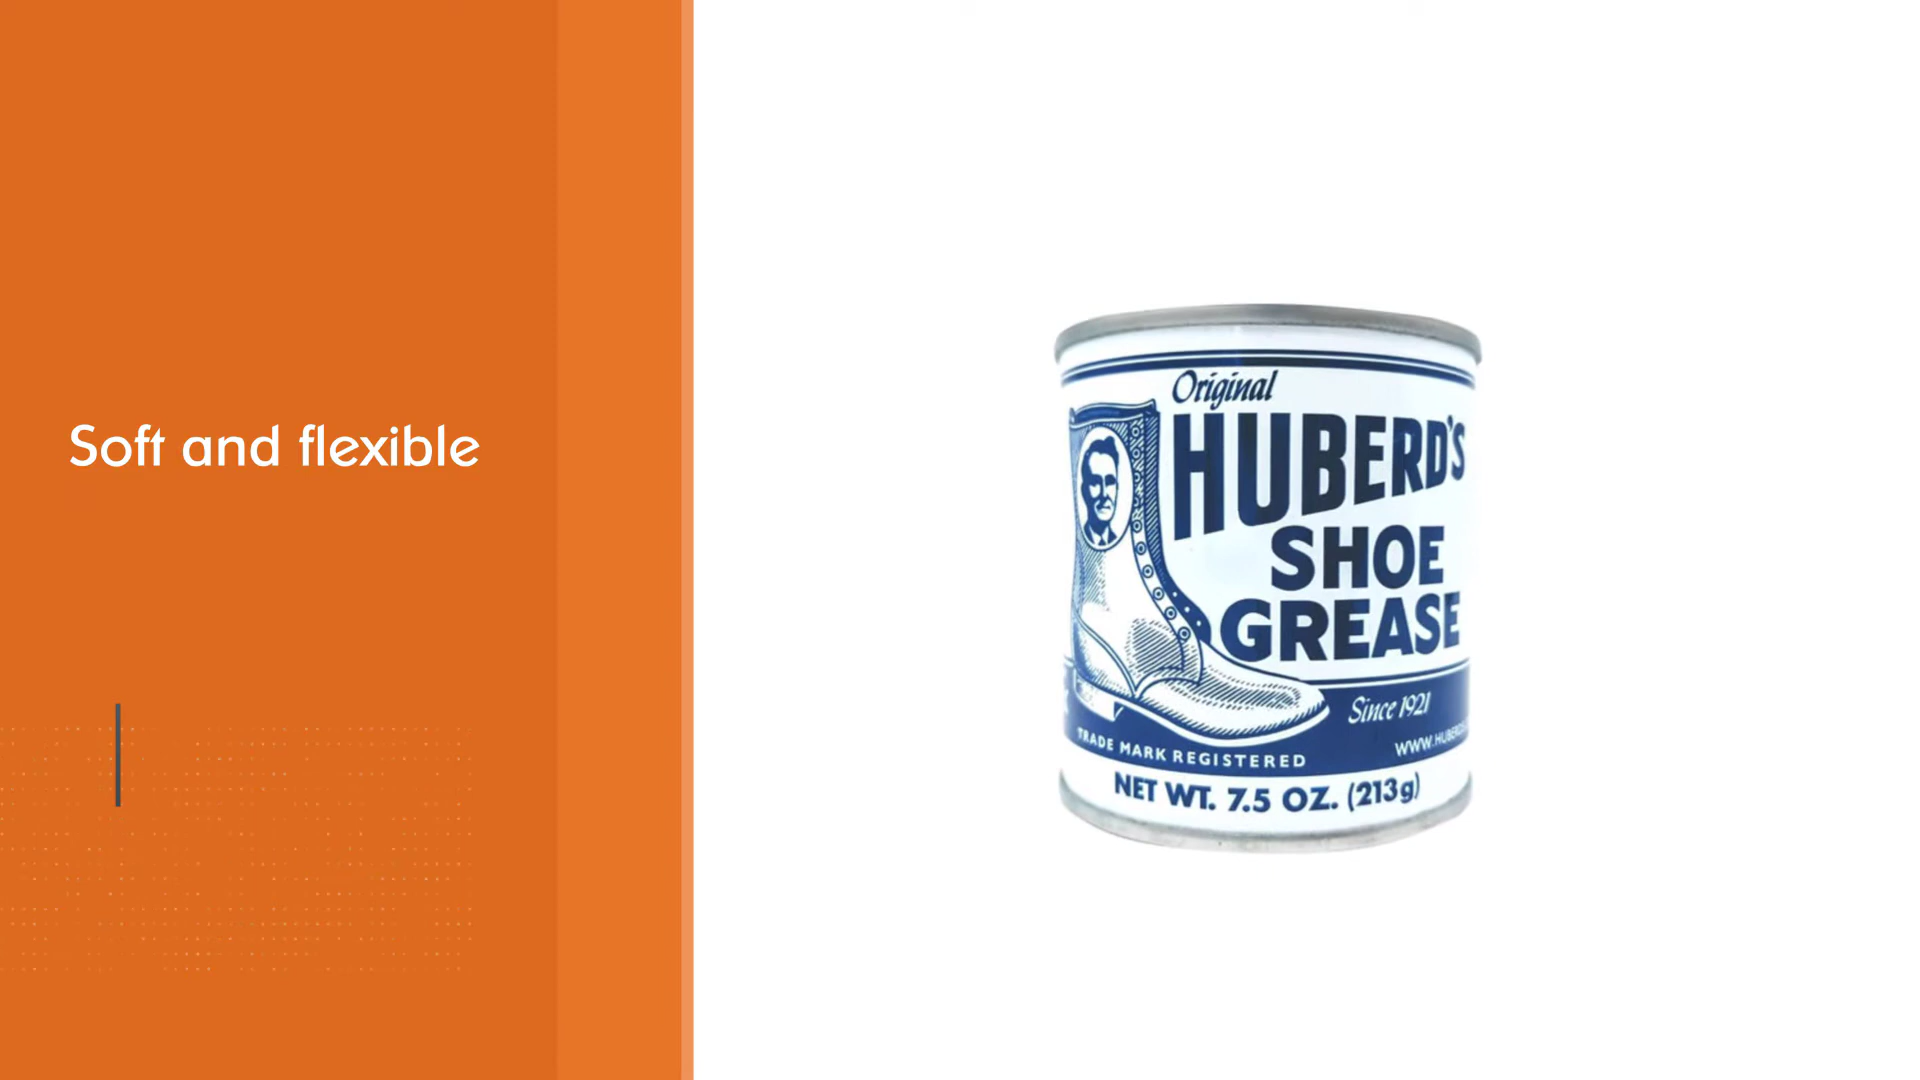 Soft and flexible
Original
HUBERD'S
SHOE
GREASE
Since 1921
TRADE MARK REGISTERED
NET WT. 7.5 OZ. (213g)